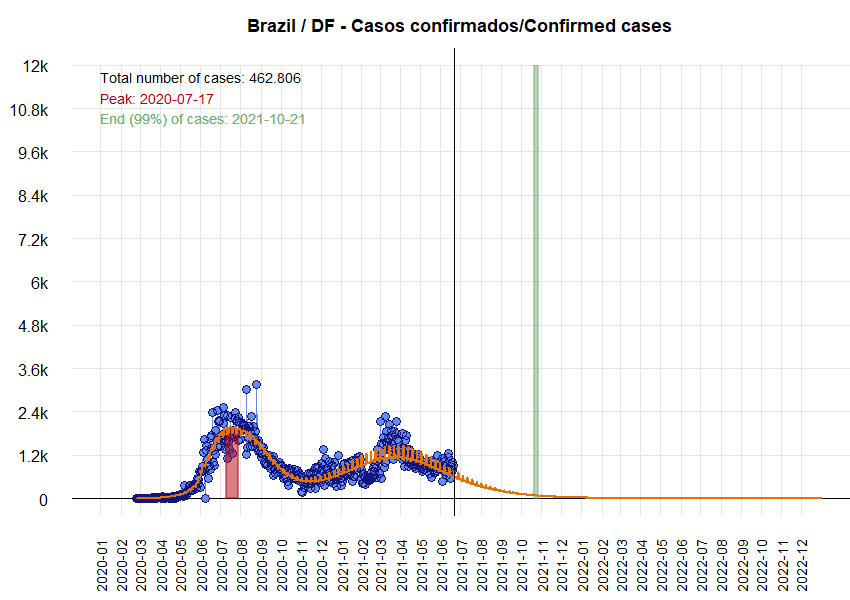 Brazil / DF - Casos confirmados/Confirmed cases
12k
10.8k
9.6k
8.4k
7.2k
6k
4.8k
3.6k
2.4k
1.2k
0
Total number of cases: 462.806
Peak: 2020-07-17
End (99%) of cases: 2021-10-21
2020-01
2020-02
2020-03
2020-04
2020-05
2020-06
2020-07
2020-08
2020-09
2020-10
2020-11
2020-12
2021-01
2021-02
2021-03
2021-04
2021-05
2021-06
2021-07
2021-08
2021-09
2021-10
2021-11
2021-12
2022-01
2022-02
2022-03
2022-04
2022-05
2022-06
2022-07
2022-08
2022-09
2022-10
2022-11
2022-12